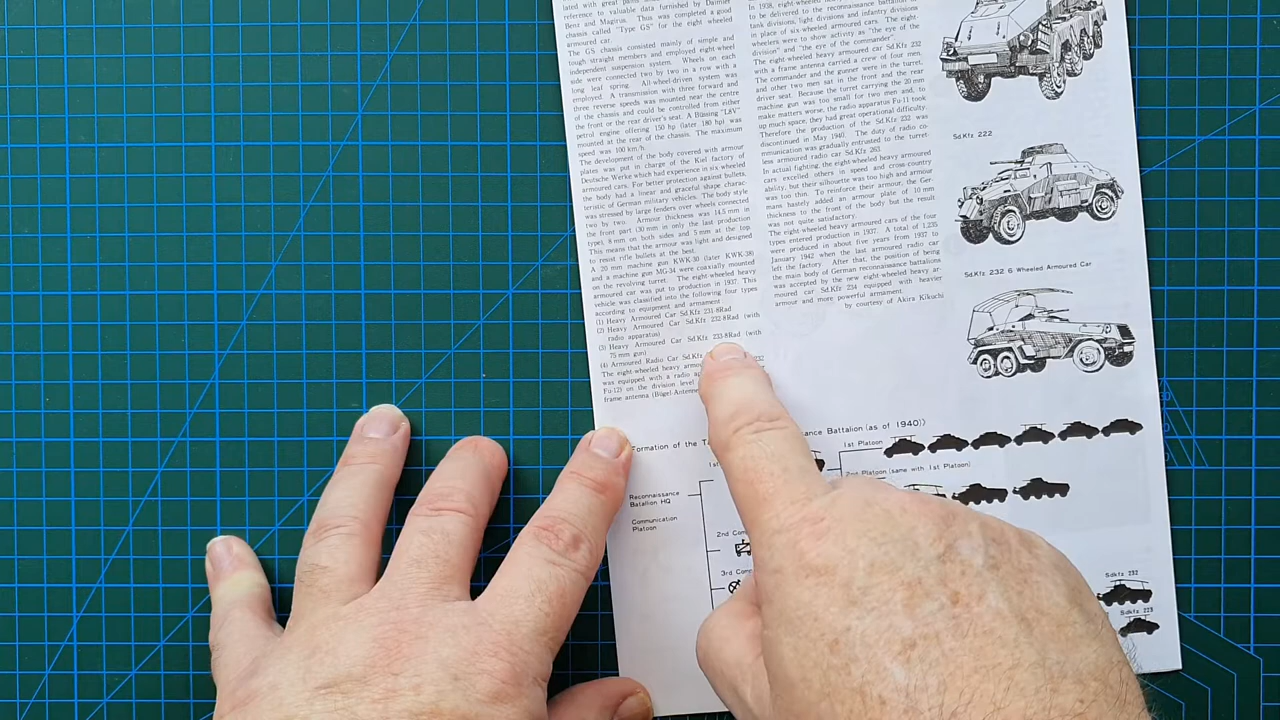 lated with great
reference to valuable data furnished by Daimler
Benz and Magirus. Thus was completed a good
chassis called "Type GS" for the eight wheeled
armoured car.
The GS chassis consisted mainly of simple and
tough straight members and employed eight-wheel
independent suspension system. Wheels on each
side were connected two by two in a row with a
long leaf spring. All-wheel-driven system was
employed. A transmission with three forward and
three reverse speeds was mounted near the centre
of the chassis and could be controlled from either
the front or the rear driver's seat. A Büssing "L8V"
petrol engine offering 150 hp (later 180 hp) was
mounted at the rear of the chassis. The maximum
speed was 100 km/h.
The development of the body covered with armour
plates was put in charge of the Kiel factory of
Deutsche Werke which had experience in six-wheeled
armoured cars. For better protection against bullets,
the body had a linear and graceful shape charac-
teristic of German military vehicles. The body style
was stressed by large fenders over wheels connected
two by two. Armour thickness was 14.5 mm in
the front part (30 mm in only the last production
type), 8 mm on both sides and 5 mm at the top.
This means that the armour was light and designed
to resist rifle bullets at the best.
A 20 mm machine gun KWK-30 (later KWK-38)
and a machine gun MG-34 were coaxially mounted
on the revolving turret. The eight-wheeled heavy
armoured car was put to production in 1937. This
vehicle was classified into the following four types
according to equipment and armament.
(1) Heavy Armoured Car Sd.Kfz 231-8Rad
(2) Heavy Armoured Car Sd.Kfz 232-8Rad (with
radio apparatus)
(3) Heavy Armoured Car Sd.Kfz 233-8Rad (with
75 mm gun)
(4) Armoured Radio Car Sd.Kfz
The eight-wheeled heavy 232
was equipped with a radio
Fu-12) on the division level
frame antenna (Bügel-Antenne
In 1938, eight-wheeled
to be delivered to the reconnaissance
tank divisions, light divisions and infantry divisions
in place of six-wheeled armoured cars. The eight-
wheelers were to show activity as "the eye of the
division" and "the eye of the commander".
The eight-wheeled heavy armoured car Sd.Kfz 232
with a frame antenna carried a crew of four men.
The commander and the gunner were in the turret,
and other two men sat in the front and the rear
driver seat. Because the turret carrying the 20 mm
machine gun was too small for two men and, to
make matters worse, the radio apparatus Fu-11 took
up much space, they had great operational difficulty.
Therefore the production of the Sd.Kfz 232 was
discontinued in May 1940. The duty of radio co-
mmunication was gradually entrusted to the turret-
less armoured radio car Sd.Kfz 263.
In actual fighting, the eight-wheeled heavy armoured
cars excelled others in speed and cross-country
ability, but their silhouette was too high and armour
was too thin. To reinforce their armour, the Ger-
mans hastely added an armour plate of 10 mm
thickness to the front of the body but the result
was not quite satisfactory.
The eight-wheeled heavy armoured cars of the four
types entered production in 1937. A total of 1,235
were produced in about five years from 1937 to
January 1942 when the last armoured radio car
left the factory. After that, the position of being
the main body of German reconnaissance battalions
was accepted by the new eight-wheeled heavy ar-
moured car Sd.Kfz 234 equipped with heavier
armour and more powerful armament.
by courtesy of Akira Kikuchi
Sd.Kfz 222
Sd.Kfz 232 6 Wheeled Armoured Car
Formation of the Battalion (as of 1940)》
1st Platoon
2nd Platoon (same with 1st Platoon)
Reconnaissance
Batallion HQ
Communication
Platoon
2nd
3rd
Sdkfz 232
Sdkfz 223